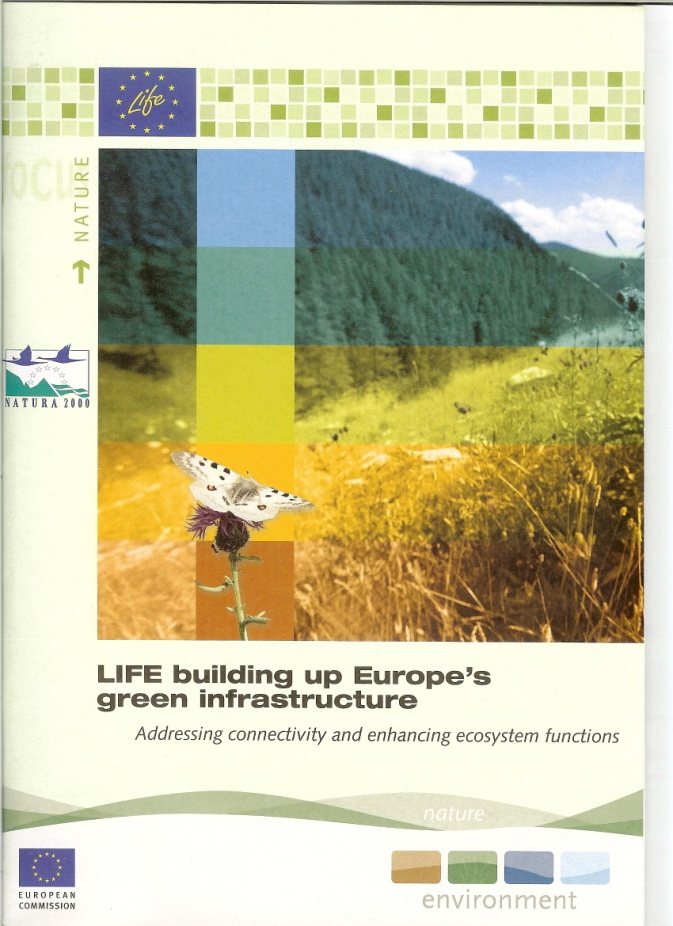 Life
focus
NATURE
NATURA 2000
LIFE building up Europe's
green infrastructure
Addressing connectivity and enhancing ecosystem functions
nature
EUROPEAN
COMMISSION
environment